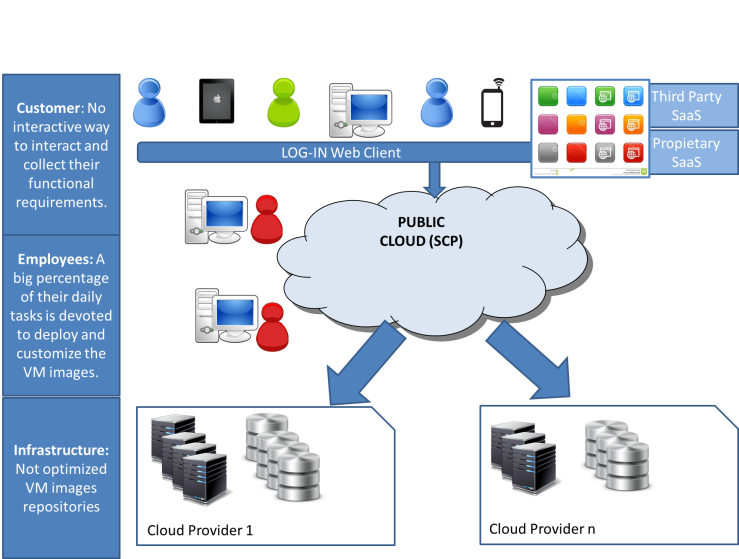 Customer: No
interactive way
to interact and
collect their
functional
requirements.
Employees: A
big percentage
of their daily
tasks is devoted
to deploy and
customize the
VM images.
Infrastructure:
Not optimized
VM images
repositories
Third Party
SaaS
Propietary
SaaS
LOG-IN Web Client
PUBLIC
CLOUD (SCP)
Cloud Provider 1
Cloud Provider n